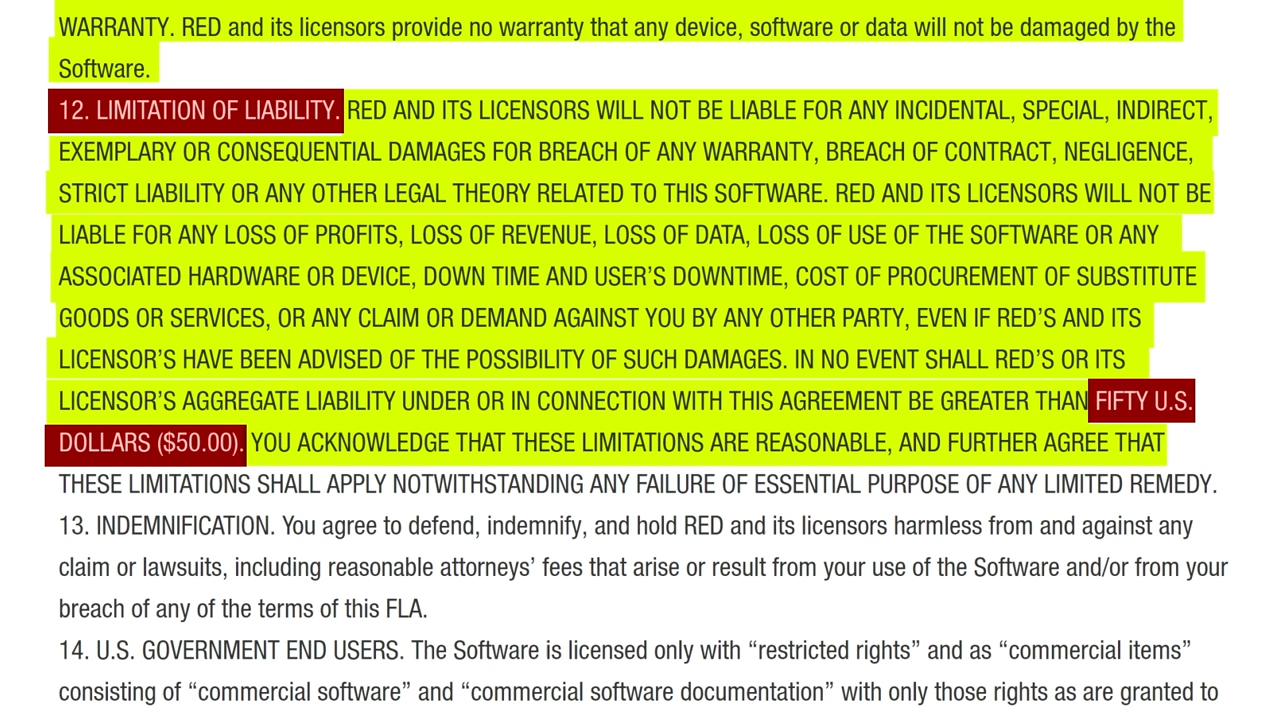 WARRANTY. RED and its licensors provide no warranty that any device, software or data will not be damaged by the
Software.
12. LIMITATION OF LIABILITY. RED AND ITS LICENSORS WILL NOT BE LIABLE FOR ANY INCIDENTAL, SPECIAL, INDIRECT,
EXEMPLARY OR CONSEQUENTIAL DAMAGES FOR BREACH OF ANY WARRANTY, BREACH OF CONTRACT, NEGLIGENCE,
STRICT LIABILITY OR ANY OTHER LEGAL THEORY RELATED TO THIS SOFTWARE. RED AND ITS LICENSORS WILL NOT BE
LIABLE FOR ANY LOSS OF PROFITS, LOSS OF REVENUE, LOSS OF DATA, LOSS OF USE OF THE SOFTWARE OR ANY
ASSOCIATED HARDWARE OR DEVICE, DOWN TIME AND USER’S DOWNTIME, COST OF PROCUREMENT OF SUBSTITUTE
GOODS OR SERVICES, OR ANY CLAIM OR DEMAND AGAINST YOU BY ANY OTHER PARTY, EVEN IF RED’S AND ITS
LICENSOR’S HAVE BEEN ADVISED OF THE POSSIBILITY OF SUCH DAMAGES. IN NO EVENT SHALL RED’S OR ITS
LICENSOR’S AGGREGATE LIABILITY UNDER OR IN CONNECTION WITH THIS AGREEMENT BE GREATER THAN FIFTY U.S.
DOLLARS ($50.00). YOU ACKNOWLEDGE THAT THESE LIMITATIONS ARE REASONABLE, AND FURTHER AGREE THAT
THESE LIMITATIONS SHALL APPLY NOTWITHSTANDING ANY FAILURE OF ESSENTIAL PURPOSE OF ANY LIMITED REMEDY.
13. INDEMNIFICATION. You agree to defend, indemnify, and hold RED and its licensors harmless from and against any
claim or lawsuits, including reasonable attorneys’ fees that arise or result from your use of the Software and/or from your
breach of any of the terms of this FLA.
14. U.S. GOVERNMENT END USERS. The Software is licensed only with “restricted rights” and as “commercial items”
consisting of “commercial software” and “commercial software documentation” with only those rights as are granted to